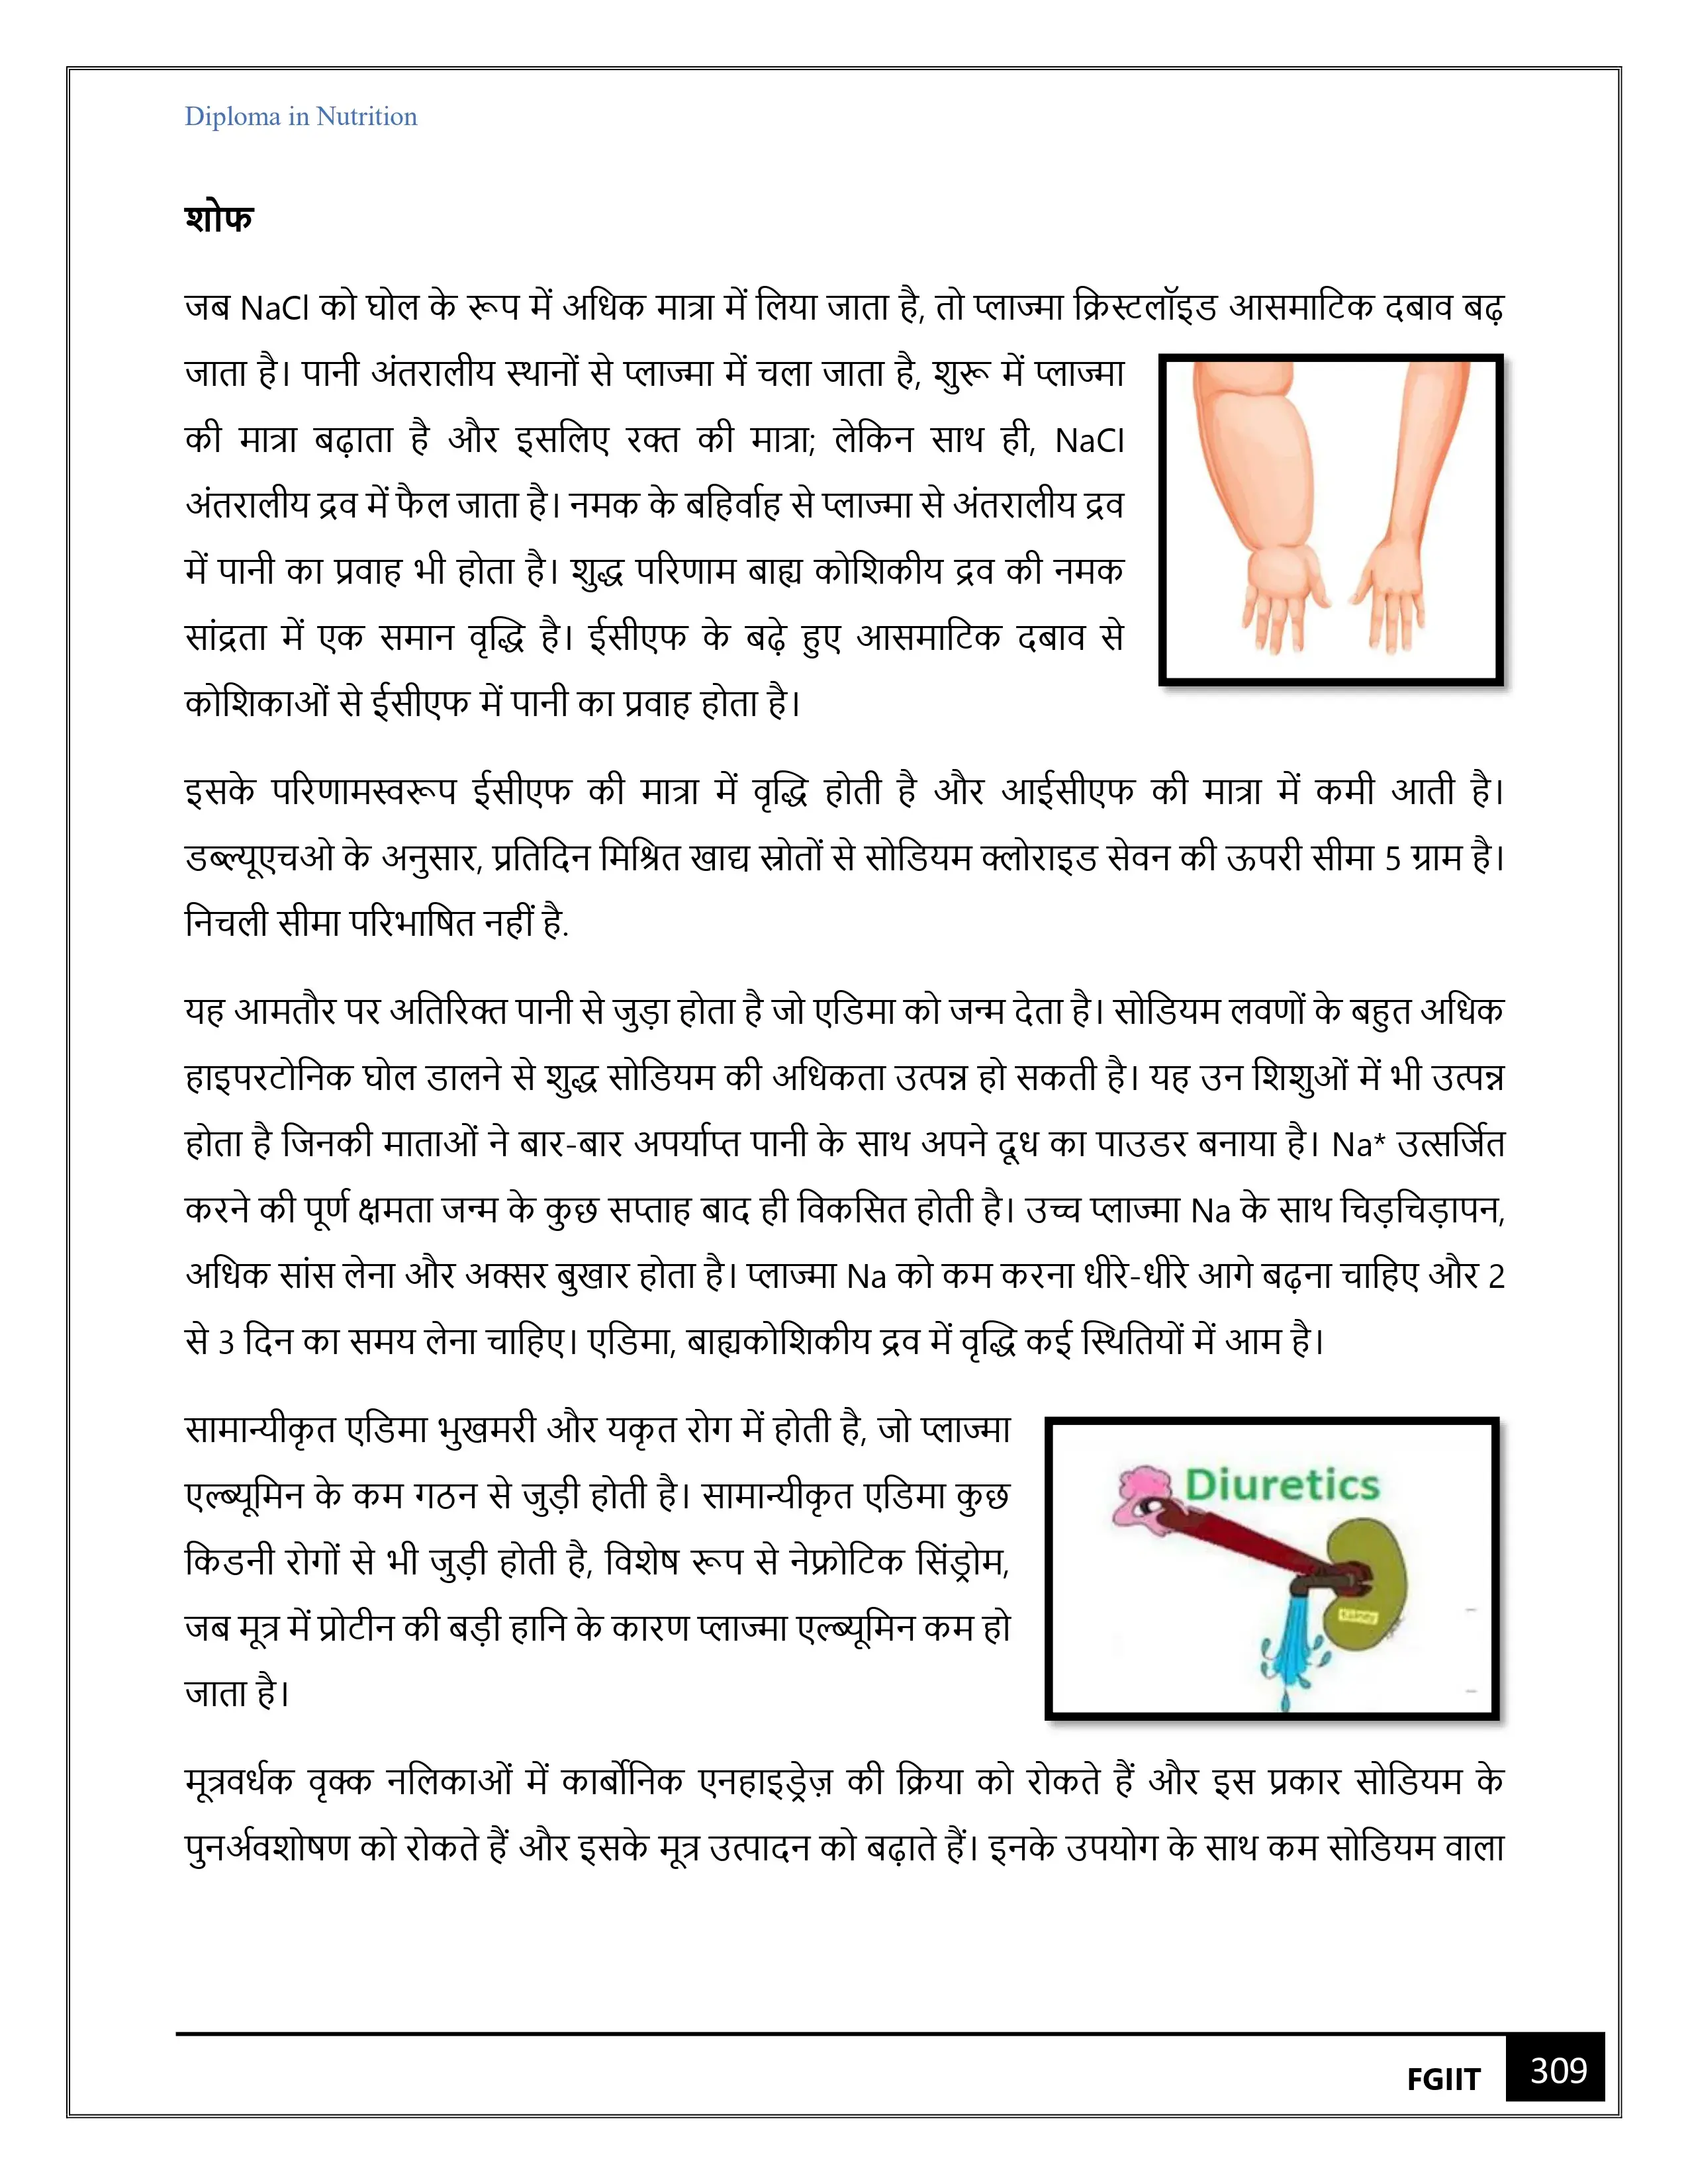 Diploma in Nutrition
शोफ
जब NaCl को घोल के रूप में अधिक मात्रा में लिया जाता है, तो प्लाज्मा क्रिस्टलॉइड आसमाटिक दबाव बढ़
जाता है। पानी अंतरालीय स्थानों से प्लाज्मा में चला जाता है, शुरू में प्लाज्मा
की मात्रा बढ़ाता है और इसलिए रक्त की मात्रा; लेकिन साथ ही, NaCl
अंतरालीय द्रव में फैल जाता है। नमक के बहिर्वाह से प्लाज्मा से अंतरालीय द्रव
में पानी का प्रवाह भी होता है। शुद्ध परिणाम बाह्य कोशिकीय द्रव की नमक
सांद्रता में एक समान वृद्धि है। ईसीएफ के बढ़े हुए आसमाटिक दबाव से
कोशिकाओं से ईसीएफ में पानी का प्रवाह होता है।
इसके परिणामस्वरूप ईसीएफ की मात्रा में वृद्धि होती है और आईसीएफ की मात्रा में कमी आती है।
डब्ल्यूएचओ के अनुसार, प्रतिदिन मिश्रित खाद्य स्रोतों से सोडियम क्लोराइड सेवन की ऊपरी सीमा 5 ग्राम है।
निचली सीमा परिभाषित नहीं है.
यह आमतौर पर अतिरिक्त पानी से जुड़ा होता है जो एडिमा को जन्म देता है। सोडियम लवणों के बहुत अधिक
हाइपरटोनिक घोल डालने से शुद्ध सोडियम की अधिकता उत्पन्न हो सकती है। यह उन शिशुओं में भी उत्पन्न
होता है जिनकी माताओं ने बार-बार अपर्याप्त पानी के साथ अपने दूध का पाउडर बनाया है। Na* उत्सर्जित
करने की पूर्ण क्षमता जन्म के कुछ सप्ताह बाद ही विकसित होती है। उच्च प्लाज्मा Na के साथ चिड़चिड़ापन,
अधिक सांस लेना और अक्सर बुखार होता है। प्लाज्मा Na को कम करना धीरे-धीरे आगे बढ़ना चाहिए और 2
से 3 दिन का समय लेना चाहिए। एडिमा, बाह्यकोशिकीय द्रव में वृद्धि कई स्थितियों में आम है।
सामान्यीकृत एडिमा भुखमरी और यकृत रोग में होती है, जो प्लाज्मा
एल्ब्यूमिन के कम गठन से जुड़ी होती है। सामान्यीकृत एडिमा कुछ
किडनी रोगों से भी जुड़ी होती है, विशेष रूप से नेफ्रोटिक सिंड्रोम,
जब मूत्र में प्रोटीन की बड़ी हानि के कारण प्लाज्मा एल्ब्यूमिन कम हो
जाता है।
Diuretics
Kidney
मूत्रवर्धक वृक्क नलिकाओं में कार्बोनिक एनहाइड्रेज़ की क्रिया को रोकते हैं और इस प्रकार सोडियम के
पुनर्अवशोषण को रोकते हैं और इसके मूत्र उत्पादन को बढ़ाते हैं। इनके उपयोग के साथ कम सोडियम वाला
FGIIT 309